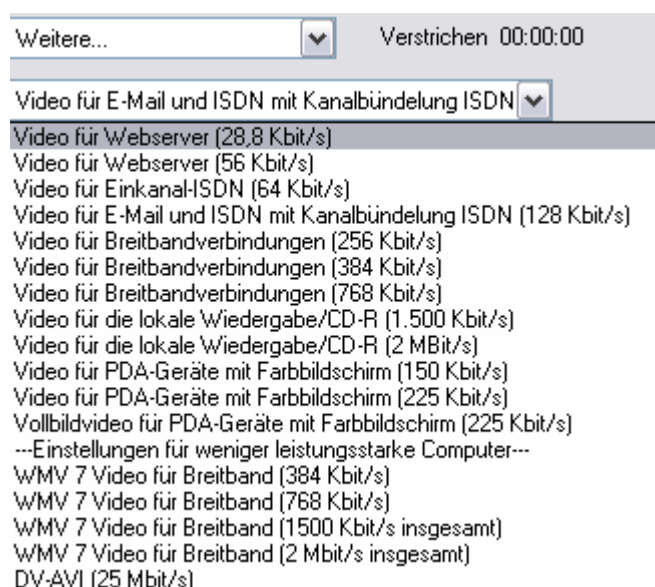 Weitere... Verstrichen 00:00:00
Video für E-Mail und ISDN mit Kanalbündelung ISDN
Video für Webserver (28,8 Kbit/s)
Video für Webserver (56 Kbit/s)
Video für Einkanal-ISDN (64 Kbit/s)
Video für E-Mail und ISDN mit Kanalbündelung ISDN (128 Kbit/s)
Video für Breitbandverbindungen (256 Kbit/s)
Video für Breitbandverbindungen (384 Kbit/s)
Video für Breitbandverbindungen (768 Kbit/s)
Video für die lokale Wiedergabe/CD-R (1.500 Kbit/s)
Video für die lokale Wiedergabe/CD-R (2 MBit/s)
Video für PDA-Geräte mit Farbbildschirm (150 Kbit/s)
Video für PDA-Geräte mit Farbbildschirm (225 Kbit/s)
Vollbildvideo für PDA-Geräte mit Farbbildschirm (225 Kbit/s)
---Einstellungen für weniger leistungsstarke Computer---
WMV 7 Video für Breitband (384 Kbit/s)
WMV 7 Video für Breitband (768 Kbit/s)
WMV 7 Video für Breitband (1500 Kbit/s insgesamt)
WMV 7 Video für Breitband (2 Mbit/s insgesamt)
DV-AVI (25 Mbit/s)